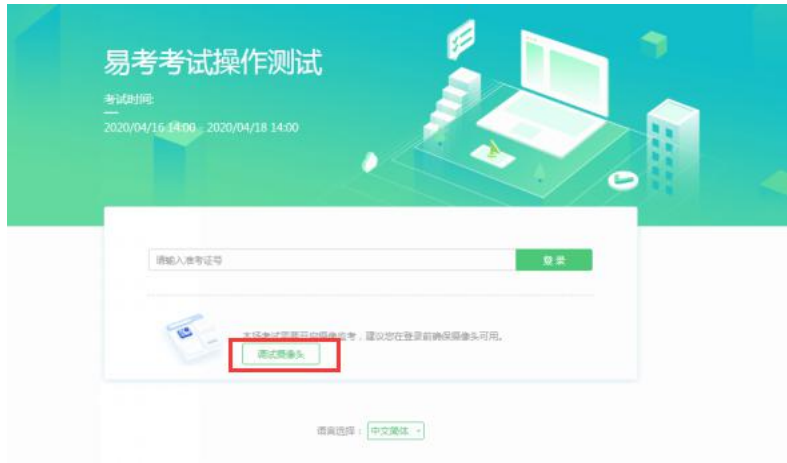 易考考试操作测试
考试时间:
2020/04/16 14:00 - 2020/04/18 14:00
请输入准考证号
登录
本场考试需要开启摄像监考，建议您在登录前确保摄像头可用。
调试摄像头
语言选择： 中文简体